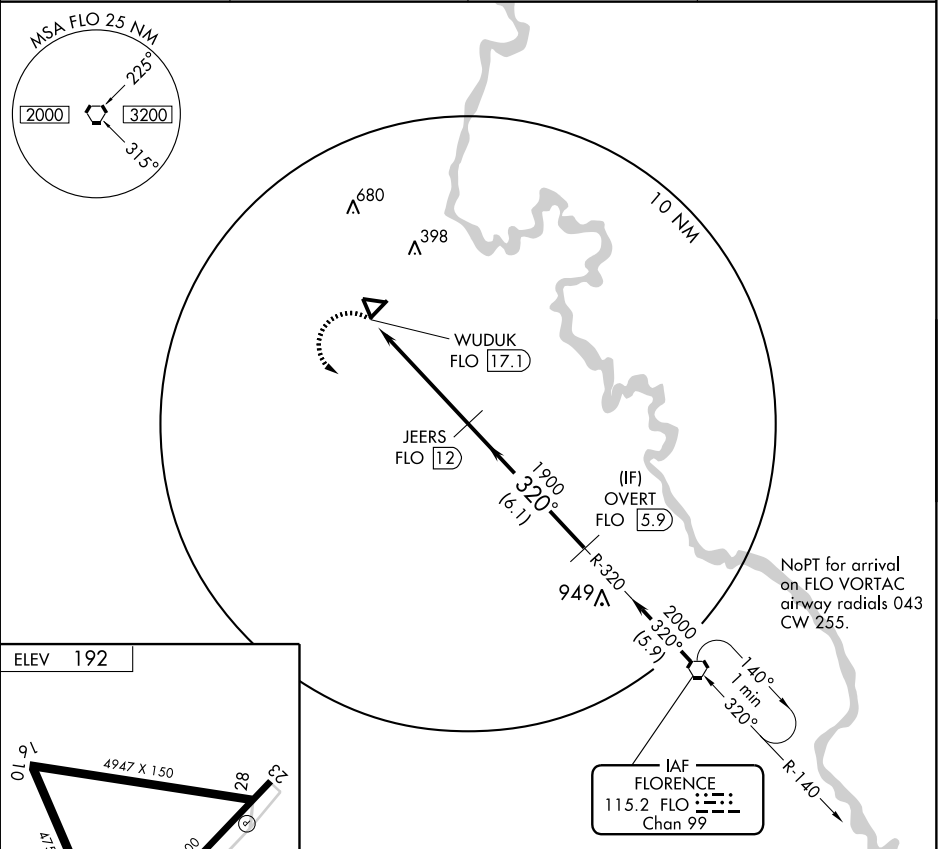 MSA FLO 25 NM
225°
2000
3200
315°
10 NM
680
398
WUDUK
FLO 17.1
JEERS
FLO 12
1900
320°
(6.1)
(IF)
OVERT
FLO 5.9
R-320
949
NoPT for arrival
on FLO VORTAC
airway radials 043
CW 255.
2000
320°
(5.9)
140°
1 min
320°
R-140
IAF
FLORENCE
115.2 FLO
Chan 99
ELEV 192
16
10
4947 X 150
28
23
P